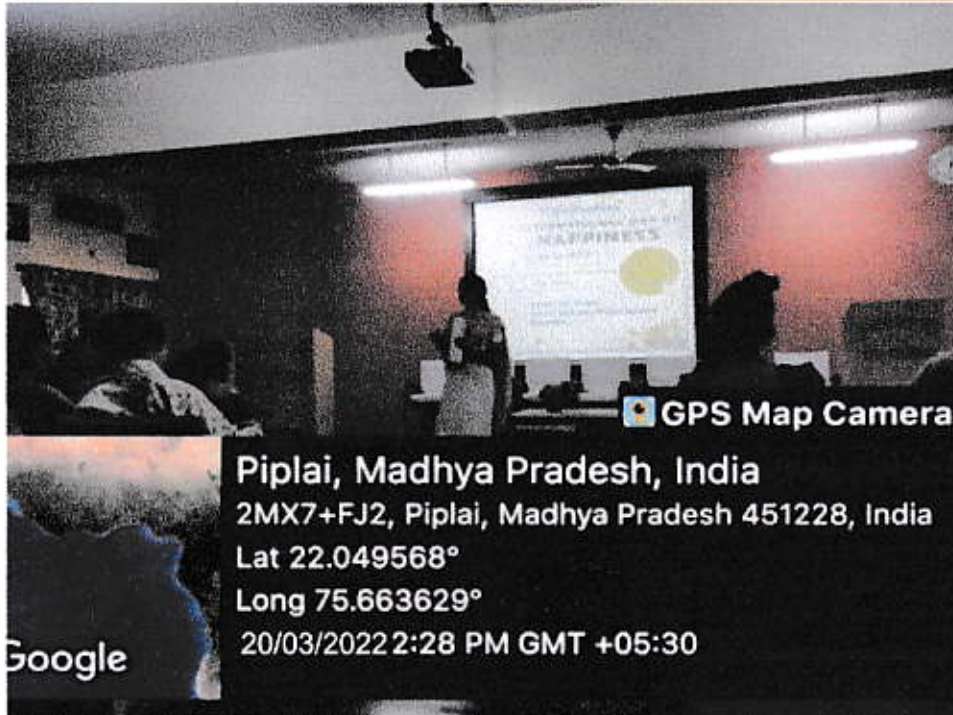 HAPPINESS
GPS Map Camera
Piplai, Madhya Pradesh, India
2MX7+FJ2, Piplai, Madhya Pradesh 451228, India
Lat 22.049568°
Long 75.663629°
20/03/2022 2:28 PM GMT +05:30
Google